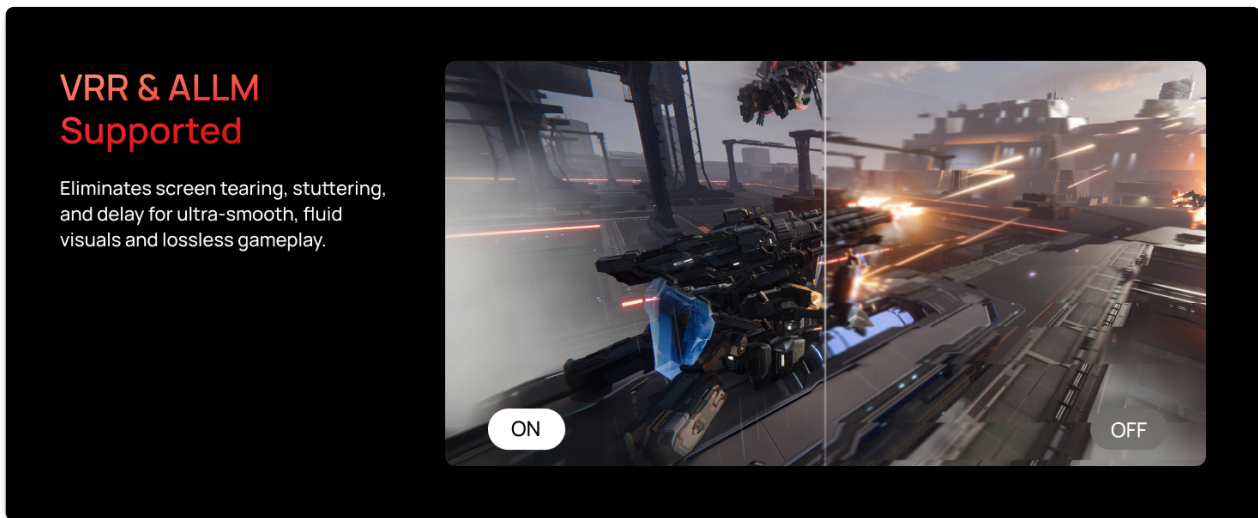 VRR & ALLM
Supported
Eliminates screen tearing, stuttering,
and delay for ultra-smooth, fluid
visuals and lossless gameplay.
ON
OFF